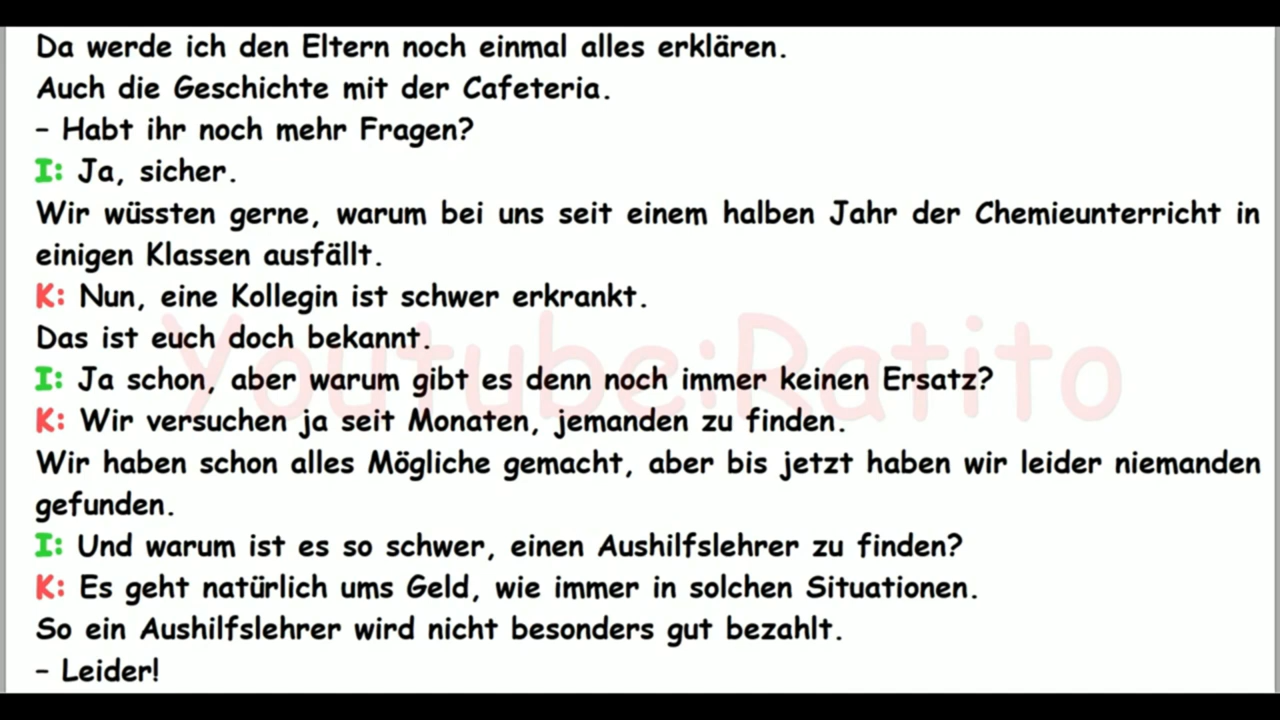 Da werde ich den Eltern noch einmal alles erklären.
Auch die Geschichte mit der Cafeteria.
– Habt ihr noch mehr Fragen?
I: Ja, sicher.
Wir wüssten gerne, warum bei uns seit einem halben Jahr der Chemieunterricht in
einigen Klassen ausfällt.
K: Nun, eine Kollegin ist schwer erkrankt.
Das ist euch doch bekannt.
Youtube:Ratito
I: Ja schon, aber warum gibt es denn noch immer keinen Ersatz?
K: Wir versuchen ja seit Monaten, jemanden zu finden.
Wir haben schon alles Mögliche gemacht, aber bis jetzt haben wir leider niemanden
gefunden.
I: Und warum ist es so schwer, einen Aushilfslehrer zu finden?
K: Es geht natürlich ums Geld, wie immer in solchen Situationen.
So ein Aushilfslehrer wird nicht besonders gut bezahlt.
– Leider!